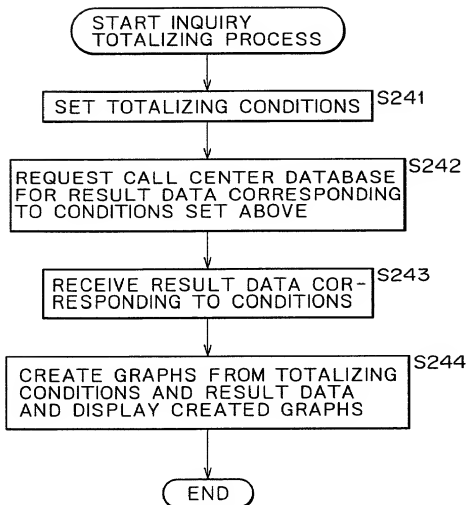 START INQUIRY
TOTALIZING PROCESS
SET TOTALIZING CONDITIONS
S241
REQUEST CALL CENTER DATABASE
FOR RESULT DATA CORRESPONDING
TO CONDITIONS SET ABOVE
S242
RECEIVE RESULT DATA COR-
RESPONDING TO CONDITIONS
S243
CREATE GRAPHS FROM TOTALIZING
CONDITIONS AND RESULT DATA
AND DISPLAY CREATED GRAPHS
S244
END